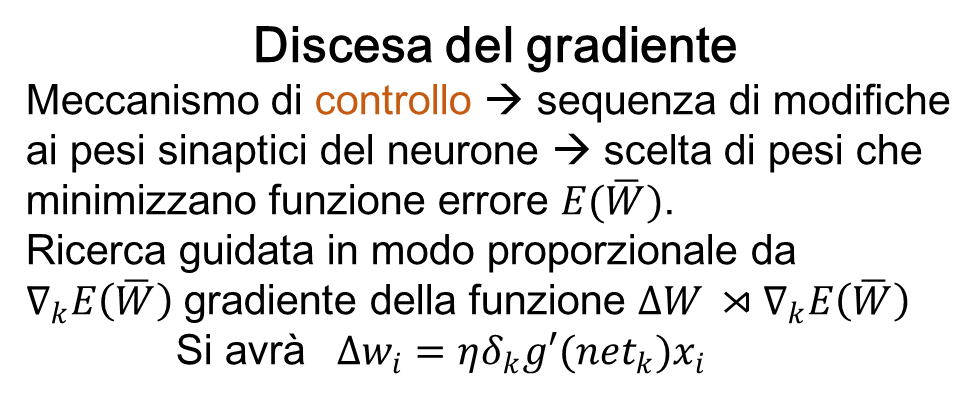 Discesa del gradiente
Meccanismo di controllo → sequenza di modifiche
ai pesi sinaptici del neurone → scelta di pesi che
minimizzano funzione errore 𝐸(W̅).
Ricerca guidata in modo proporzionale da
∇ₖ𝐸(W̅) gradiente della funzione Δ𝑊 ⋊ ∇ₖ𝐸(W̅)
Si avrà Δ𝑤ᵢ = 𝜂𝛿ₖ𝑔′(𝑛𝑒𝑡ₖ)𝑥ᵢ